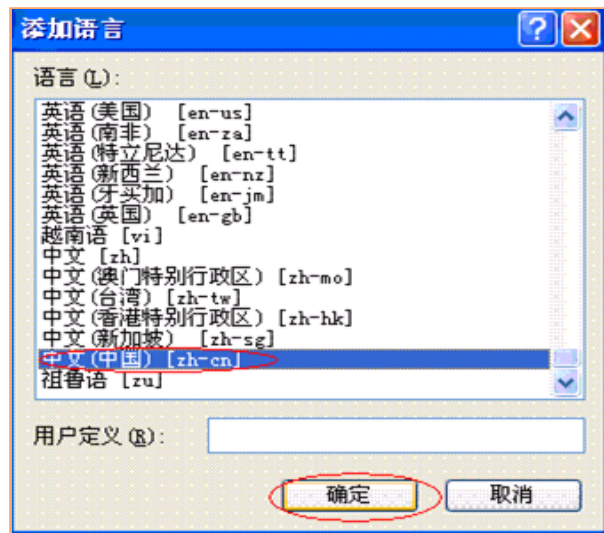 添加语言
语言(L):
英语(美国) [en-us]
英语(南非) [en-za]
英语(特立尼达) [en-tt]
英语(新西兰) [en-nz]
英语(牙买加) [en-jm]
英语(英国) [en-gb]
越南语 [vi]
中文 [zh]
中文(澳门特别行政区) [zh-mo]
中文(台湾) [zh-tw]
中文(香港特别行政区) [zh-hk]
中文(新加坡) [zh-sg]
中文(中国) [zh-cn]
祖鲁语 [zu]
用户定义(R):
确定 取消